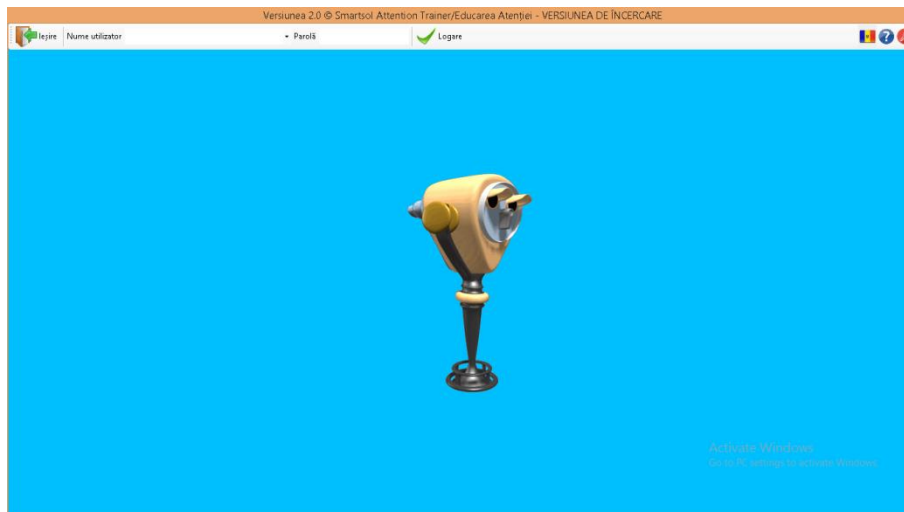 Versiunea 2.0 © Smartsol Attention Trainer/Educarea Atenției - VERSIUNEA DE ÎNCERCARE
Ieșire Nume utilizator Parolă Logare
Activate Windows
Go to PC settings to activate Windows.